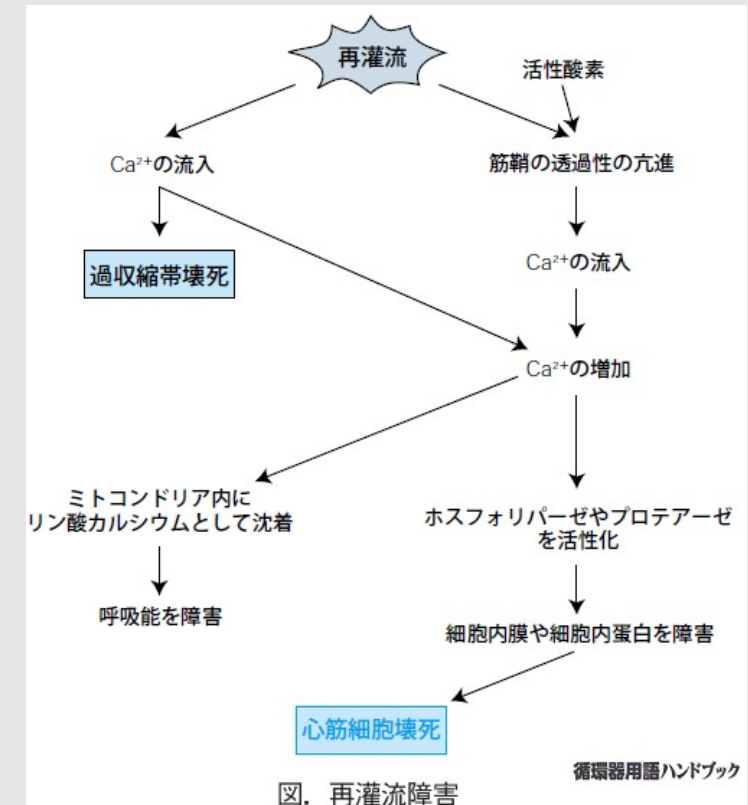 再灌流
活性酸素
Ca²⁺の流入
筋鞘の透過性の亢進
過収縮帯壊死
Ca²⁺の流入
Ca²⁺の増加
ミトコンドリア内に
リン酸カルシウムとして沈着
ホスフォリパーゼやプロテアーゼ
を活性化
呼吸能を障害
細胞内膜や細胞内蛋白を障害
心筋細胞壊死
循環器用語ハンドブック
図．再灌流障害